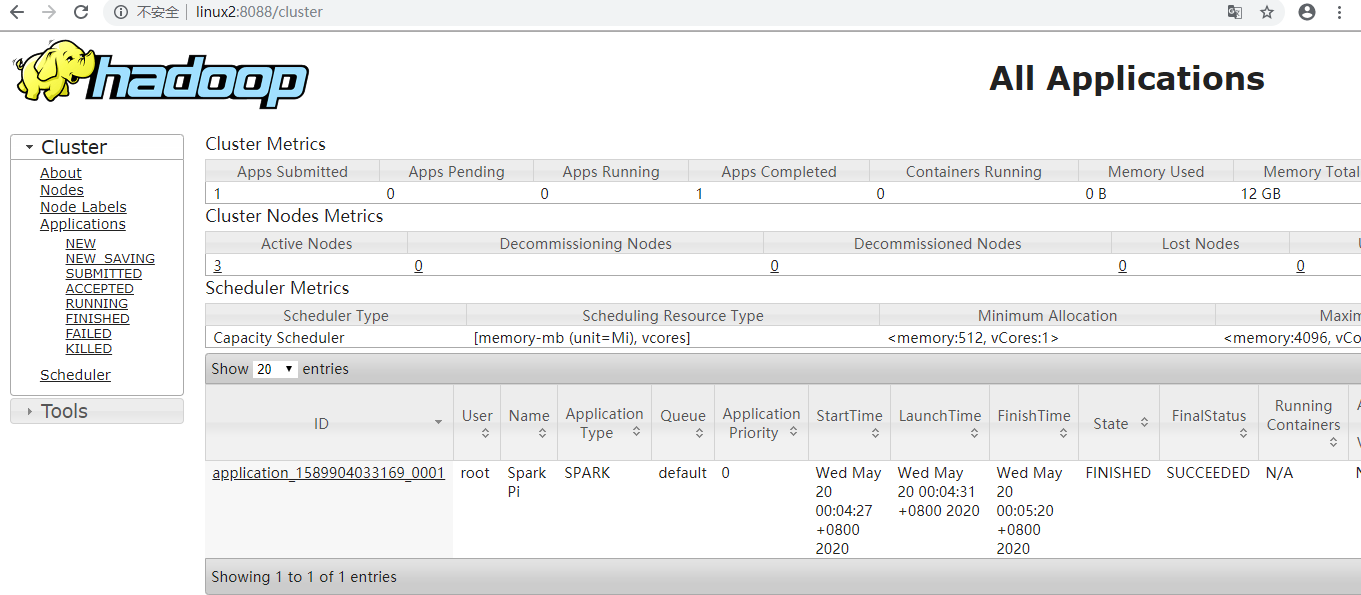 不安全 linux2:8088/cluster
hadoop
All Applications
Cluster
About
Nodes
Node Labels
Applications
NEW
NEW_SAVING
SUBMITTED
ACCEPTED
RUNNING
FINISHED
FAILED
KILLED
Scheduler
Tools
Cluster Metrics
Apps Submitted Apps Pending Apps Running Apps Completed Containers Running Memory Used Memory Total
1 0 0 1 0 0 B 12 GB
Cluster Nodes Metrics
Active Nodes Decommissioning Nodes Decommissioned Nodes Lost Nodes
3 0 0 0 0
Scheduler Metrics
Scheduler Type Scheduling Resource Type Minimum Allocation Maxim
Capacity Scheduler [memory-mb (unit=Mi), vcores] <memory:512, vCores:1> <memory:4096, vCo
Show 20 entries
ID User Name Application Type Queue Application Priority StartTime LaunchTime FinishTime State FinalStatus Running Containers
application_1589904033169_0001 root Spark Pi SPARK default 0 Wed May 20 00:04:27 +0800 2020 Wed May 20 00:04:31 +0800 2020 Wed May 20 00:05:20 +0800 2020 FINISHED SUCCEEDED N/A
Showing 1 to 1 of 1 entries